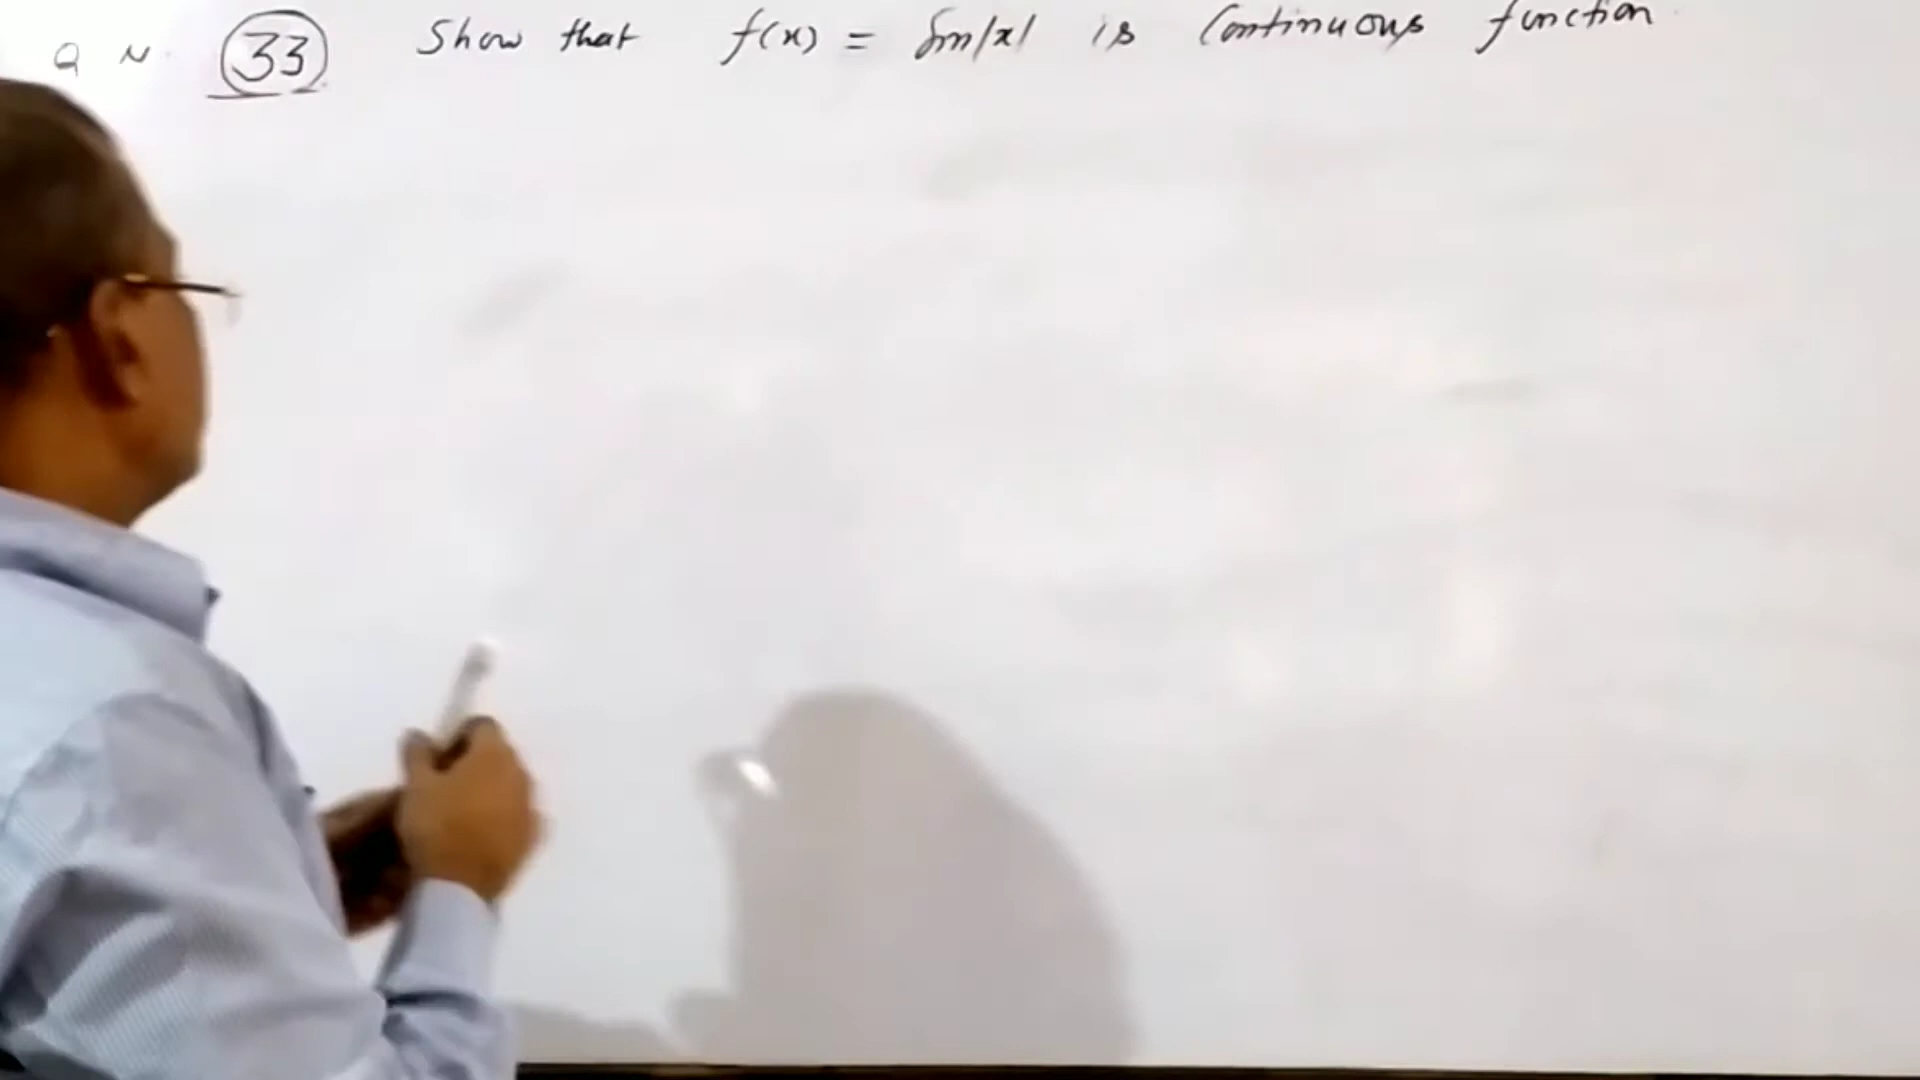 Q N. 33 Show that f(x) = Sin|x| is Continuous function